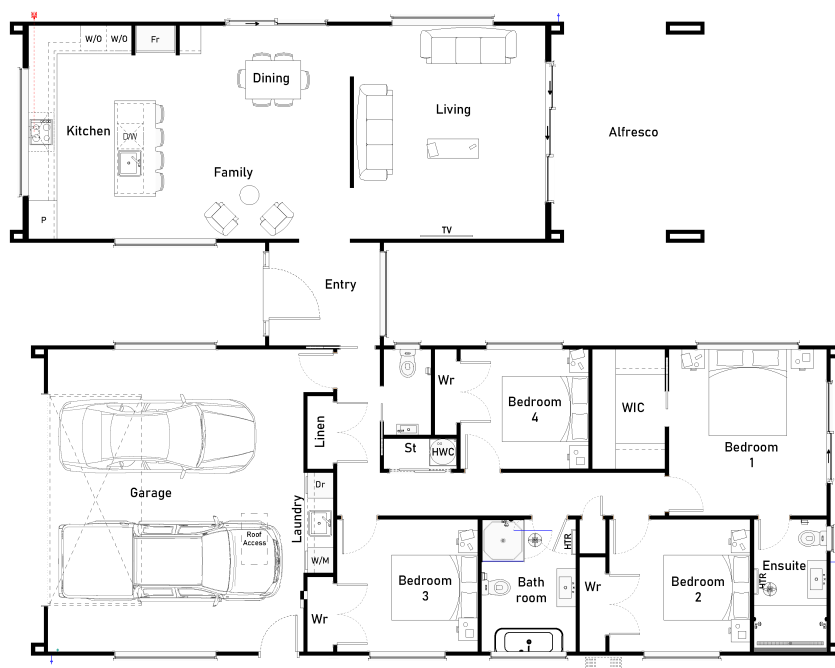 W/O W/O Fr
Dining
Living
Kitchen
D/W
Alfresco
Family
P
TV
Entry
Wr
Bedroom
4
WIC
Bedroom
1
Linen
St
HWC
Garage
Dr
Laundry
Roof
Access
W/M
HTR
Bedroom
3
Bath
room
Wr
Wr
Bedroom
2
Ensuite
HTR